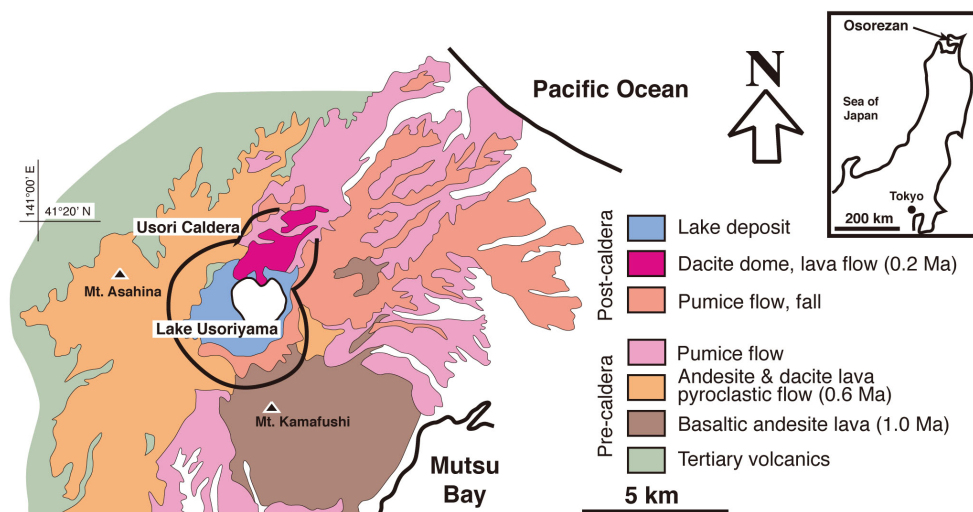 Pacific Ocean
N
Osorezan
Sea of
Japan
Tokyo
200 km
141°00' E
41°20' N
Usori Caldera
Mt. Asahina
Lake Usoriyama
Mt. Kamafushi
Mutsu
Bay
Post-caldera
Lake deposit
Dacite dome, lava flow (0.2 Ma)
Pumice flow, fall
Pre-caldera
Pumice flow
Andesite & dacite lava
pyroclastic flow (0.6 Ma)
Basaltic andesite lava (1.0 Ma)
Tertiary volcanics
5 km